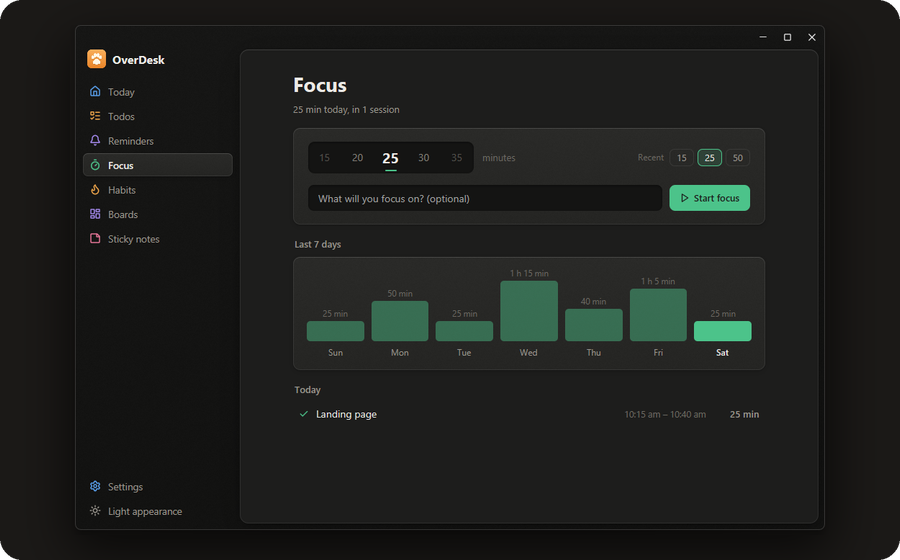 OverDesk
Today
Todos
Reminders
Focus
Habits
Boards
Sticky notes
Settings
Light appearance
Focus
25 min today, in 1 session
15 20 25 30 35 minutes
Recent 15 25 50
What will you focus on? (optional)
Start focus
Last 7 days
25 min 50 min 25 min 1 h 15 min 40 min 1 h 5 min 25 min
Sun Mon Tue Wed Thu Fri Sat
Today
Landing page 10:15 am – 10:40 am 25 min